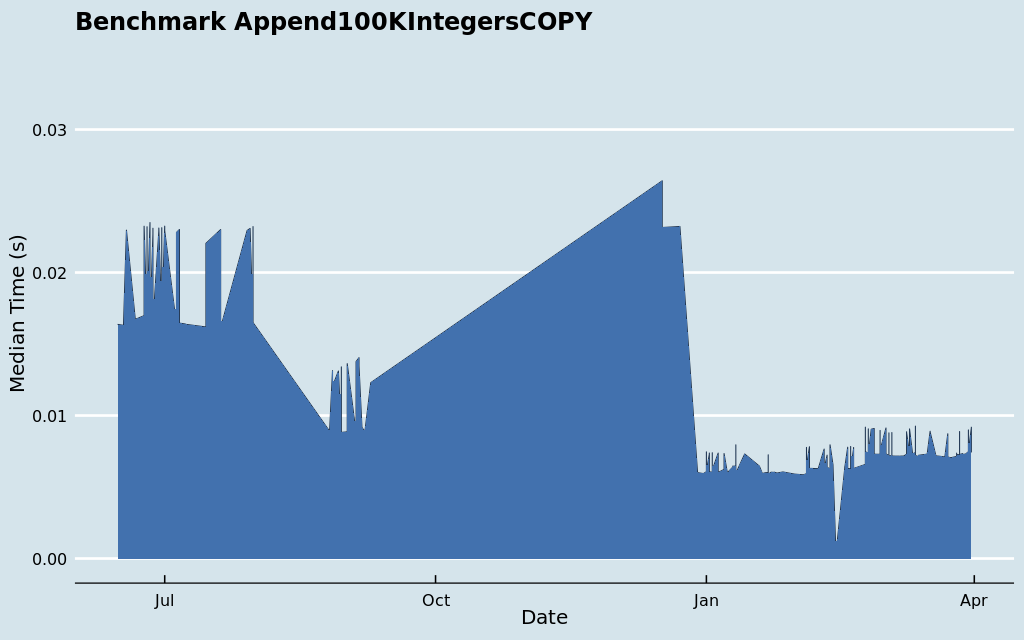 Benchmark Append100KIntegersCOPY
Median Time (s)
0.03
0.02
0.01
0.00
Jul
Oct
Jan
Apr
Date